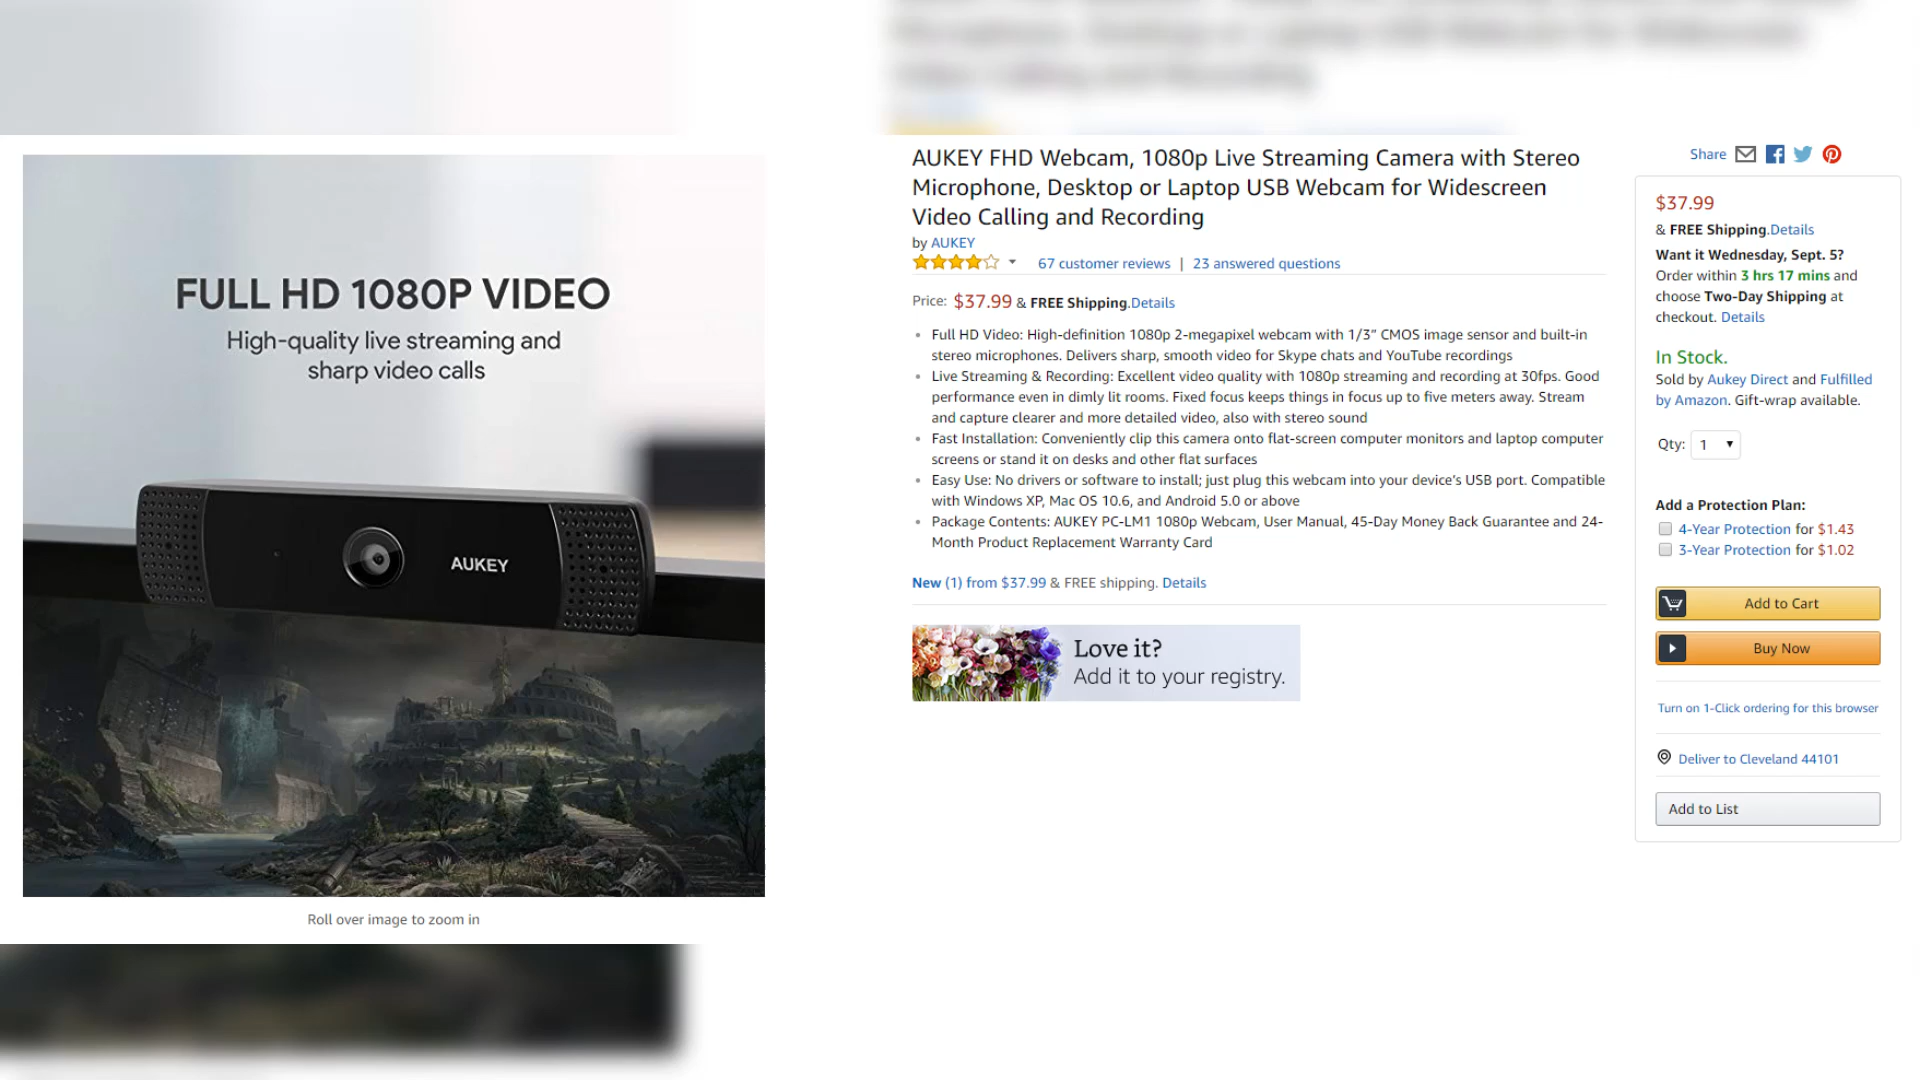 FULL HD 1080P VIDEO
High-quality live streaming and
sharp video calls
AUKEY
Roll over image to zoom in
AUKEY FHD Webcam, 1080p Live Streaming Camera with Stereo
Microphone, Desktop or Laptop USB Webcam for Widescreen
Video Calling and Recording
by AUKEY
67 customer reviews | 23 answered questions
Price: $37.99 & FREE Shipping.Details
• Full HD Video: High-definition 1080p 2-megapixel webcam with 1/3” CMOS image sensor and built-in
stereo microphones. Delivers sharp, smooth video for Skype chats and YouTube recordings
• Live Streaming & Recording: Excellent video quality with 1080p streaming and recording at 30fps. Good
performance even in dimly lit rooms. Fixed focus keeps things in focus up to five meters away. Stream
and capture clearer and more detailed video, also with stereo sound
• Fast Installation: Conveniently clip this camera onto flat-screen computer monitors and laptop computer
screens or stand it on desks and other flat surfaces
• Easy Use: No drivers or software to install; just plug this webcam into your device’s USB port. Compatible
with Windows XP, Mac OS 10.6, and Android 5.0 or above
• Package Contents: AUKEY PC-LM1 1080p Webcam, User Manual, 45-Day Money Back Guarantee and 24-
Month Product Replacement Warranty Card
New (1) from $37.99 & FREE shipping. Details
Love it?
Add it to your registry.
Share
$37.99
& FREE Shipping.Details
Want it Wednesday, Sept. 5?
Order within 3 hrs 17 mins and
choose Two-Day Shipping at
checkout. Details
In Stock.
Sold by Aukey Direct and Fulfilled
by Amazon. Gift-wrap available.
Qty: 1
Add a Protection Plan:
4-Year Protection for $1.43
3-Year Protection for $1.02
Add to Cart
Buy Now
Turn on 1-Click ordering for this browser
Deliver to Cleveland 44101
Add to List